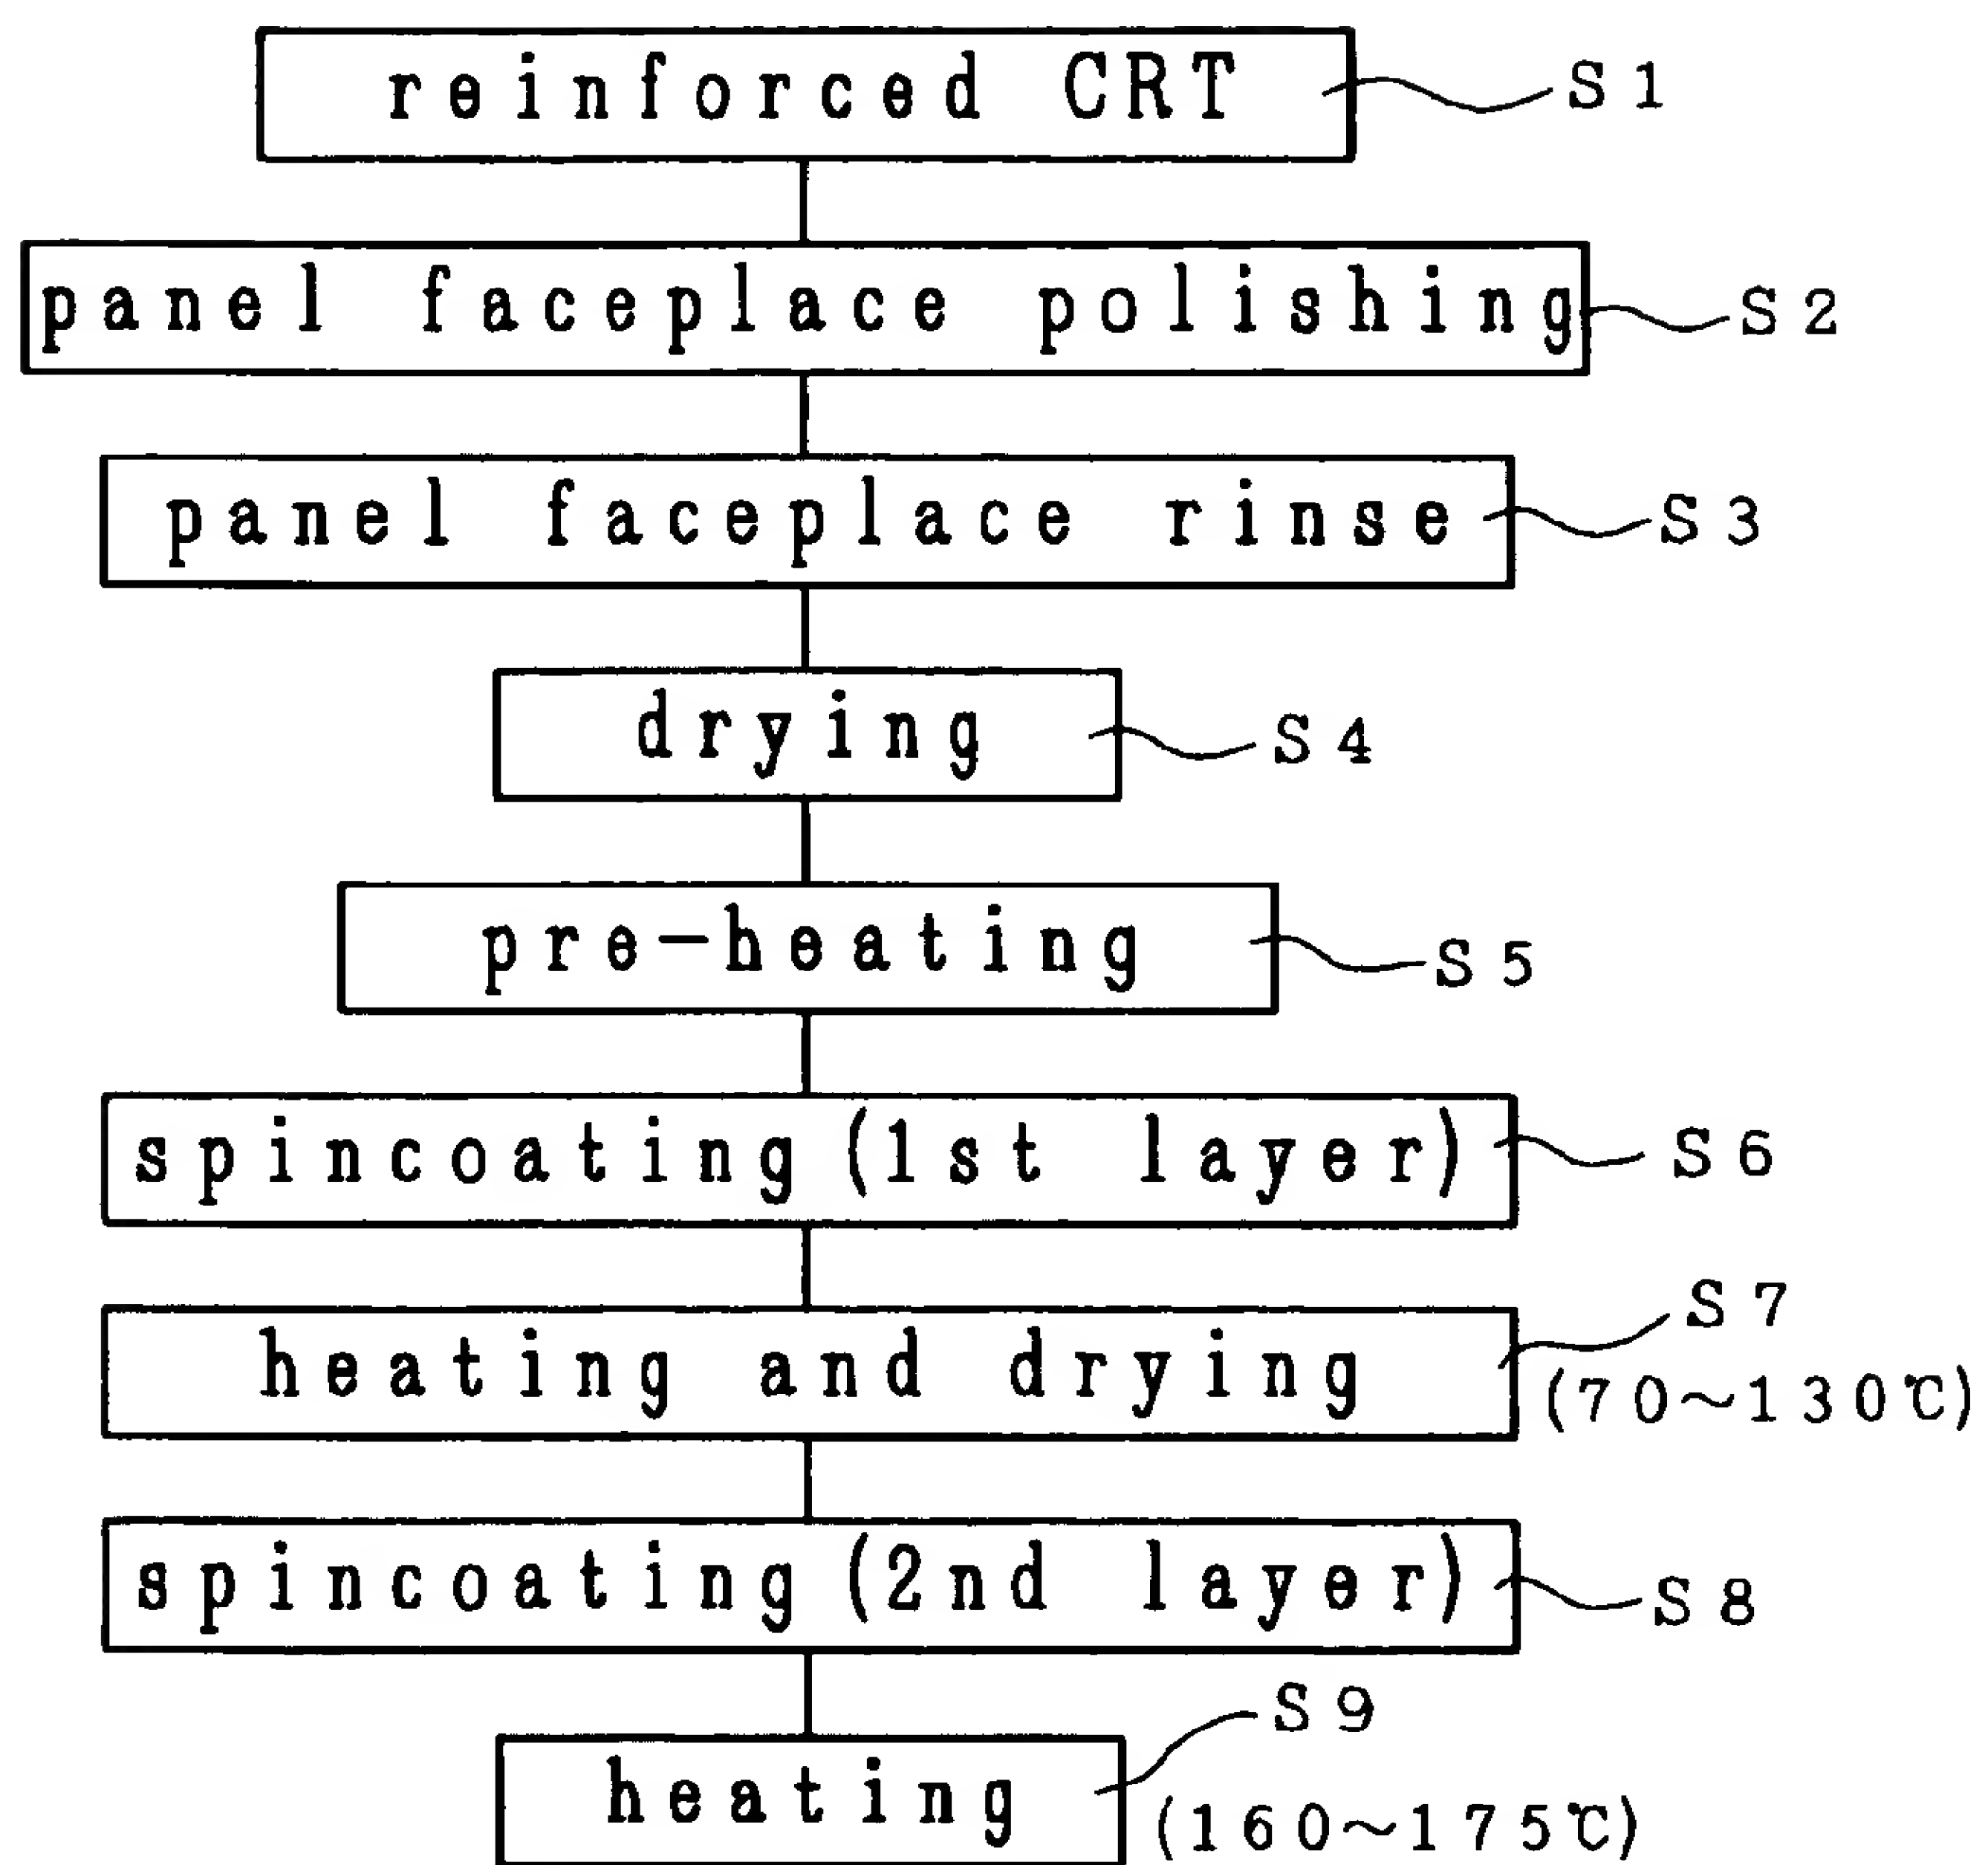 reinforced CRT S1
panel faceplace polishing S2
panel faceplace rinse S3
drying S4
pre-heating S5
spincoating(1st layer) S6
heating and drying S7
(70~130℃)
spincoating(2nd layer) S8
heating S9
(160~175℃)